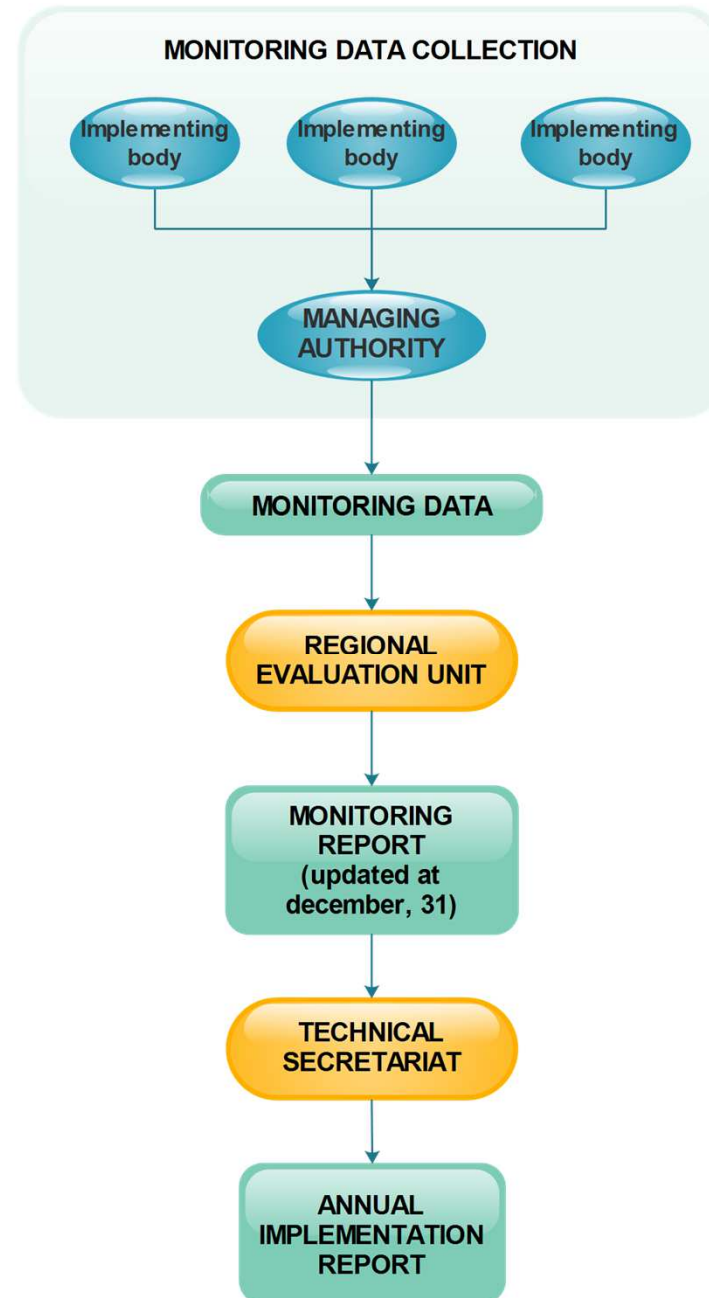 MONITORING DATA COLLECTION
Implementing
body
Implementing
body
Implementing
body
MANAGING
AUTHORITY
MONITORING DATA
REGIONAL
EVALUATION UNIT
MONITORING
REPORT
(updated at
december, 31)
TECHNICAL
SECRETARIAT
ANNUAL
IMPLEMENTATION
REPORT